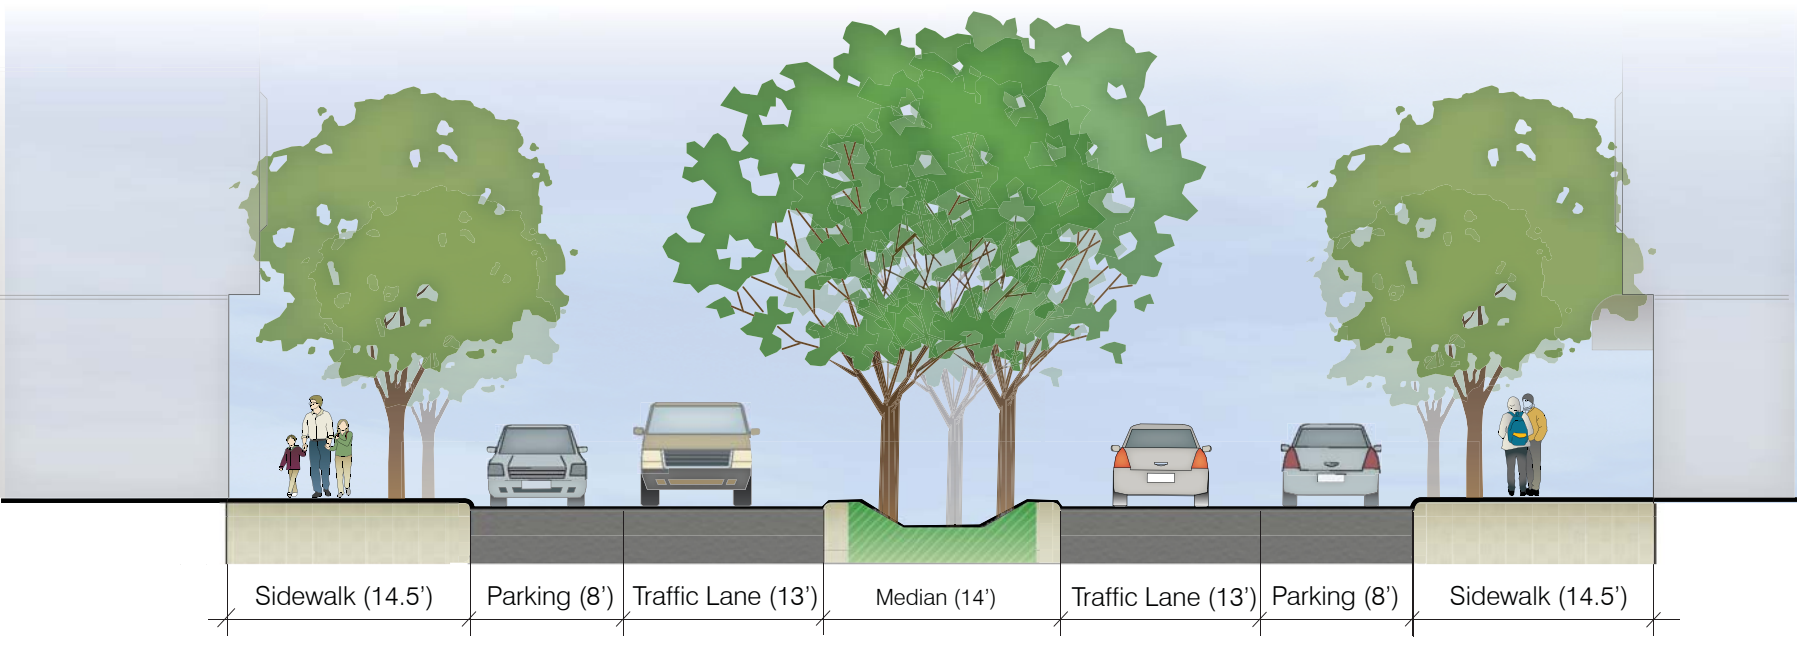 Sidewalk (14.5’)
Parking (8’)
Traffic Lane (13’)
Median (14’)
Traffic Lane (13’)
Parking (8’)
Sidewalk (14.5’)